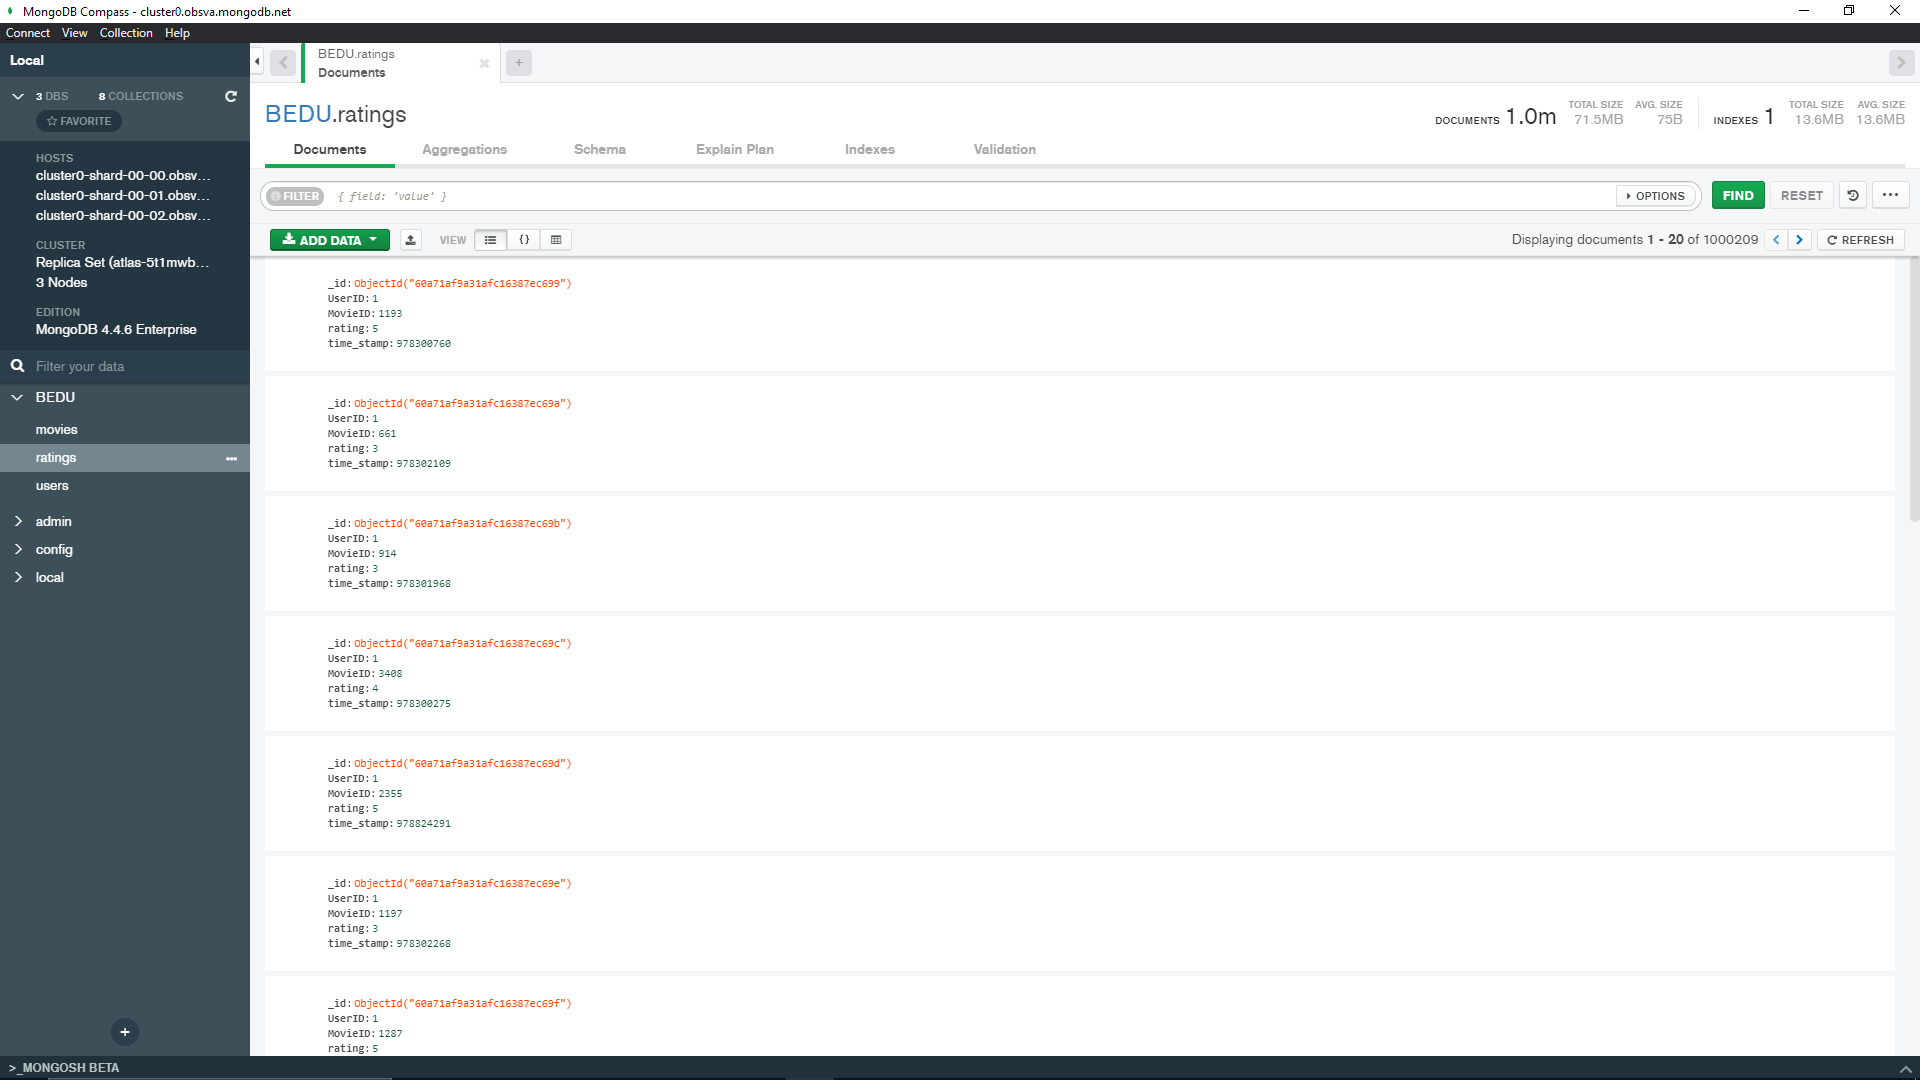 MongoDB Compass - cluster0.obsva.mongodb.net
Connect View Collection Help
Local
3 DBS 8 COLLECTIONS
FAVORITE
HOSTS
cluster0-shard-00-00.obsv...
cluster0-shard-00-01.obsv...
cluster0-shard-00-02.obsv...
CLUSTER
Replica Set (atlas-5t1mwb...
3 Nodes
EDITION
MongoDB 4.4.6 Enterprise
Filter your data
BEDU
movies
ratings
users
admin
config
local
>_MONGOSH BETA
BEDU.ratings
Documents
BEDU.ratings
DOCUMENTS 1.0m TOTAL SIZE 71.5MB AVG. SIZE 75B INDEXES 1 TOTAL SIZE 13.6MB AVG. SIZE 13.6MB
Documents Aggregations Schema Explain Plan Indexes Validation
FILTER { field: 'value' } OPTIONS FIND RESET
ADD DATA VIEW {} Displaying documents 1 - 20 of 1000209 < > REFRESH
_id: ObjectId("60a71af9a31afc16387ec699")
UserID: 1
MovieID: 1193
rating: 5
time_stamp: 978300760
_id: ObjectId("60a71af9a31afc16387ec69a")
UserID: 1
MovieID: 661
rating: 3
time_stamp: 978302109
_id: ObjectId("60a71af9a31afc16387ec69b")
UserID: 1
MovieID: 914
rating: 3
time_stamp: 978301968
_id: ObjectId("60a71af9a31afc16387ec69c")
UserID: 1
MovieID: 3408
rating: 4
time_stamp: 978300275
_id: ObjectId("60a71af9a31afc16387ec69d")
UserID: 1
MovieID: 2355
rating: 5
time_stamp: 978824291
_id: ObjectId("60a71af9a31afc16387ec69e")
UserID: 1
MovieID: 1197
rating: 3
time_stamp: 978302268
_id: ObjectId("60a71af9a31afc16387ec69f")
UserID: 1
MovieID: 1287
rating: 5